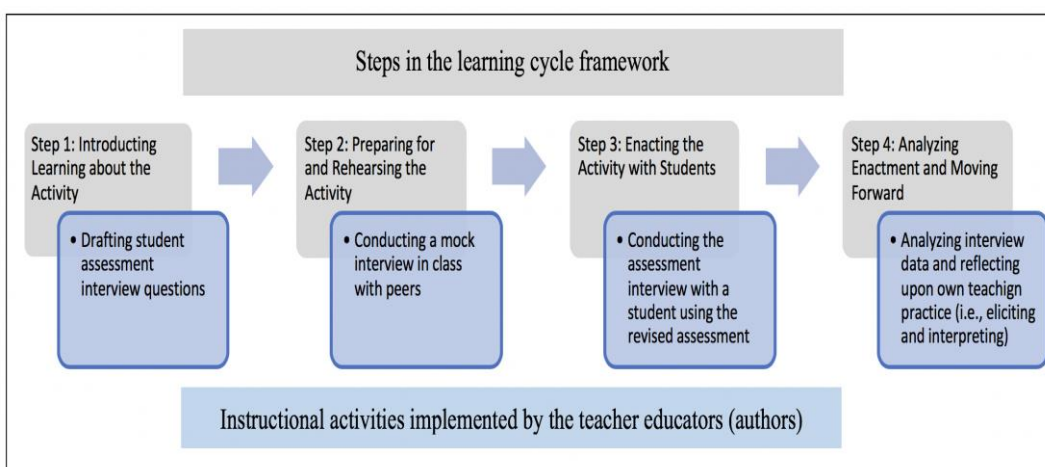 Steps in the learning cycle framework
Step 1: Introducting
Learning about the
Activity
• Drafting student
assessment
interview questions
Step 2: Preparing for
and Rehearsing the
Activity
• Conducting a mock
interview in class
with peers
Step 3: Enacting the
Activity with Students
• Conducting the
assessment
interview with a
student using the
revised assessment
Step 4: Analyzing
Enactment and Moving
Forward
• Analyzing interview
data and reflecting
upon own teachign
practice (i.e., eliciting
and interpreting)
Instructional activities implemented by the teacher educators (authors)